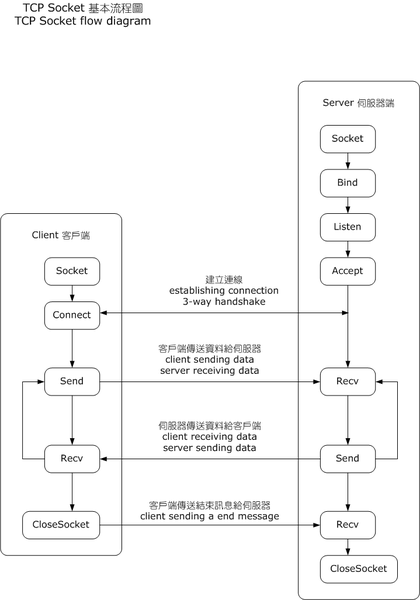 TCP Socket 基本流程圖
TCP Socket flow diagram
Server 伺服器端
Socket
Bind
Listen
Accept
Client 客戶端
Socket
Connect
建立連線
establishing connection
3-way handshake
客戶端傳送資料給伺服器
client sending data
server receiving data
Send
Recv
伺服器傳送資料給客戶端
client receiving data
server sending data
Recv
Send
客戶端傳送結束訊息給伺服器
client sending a end message
CloseSocket
Recv
CloseSocket